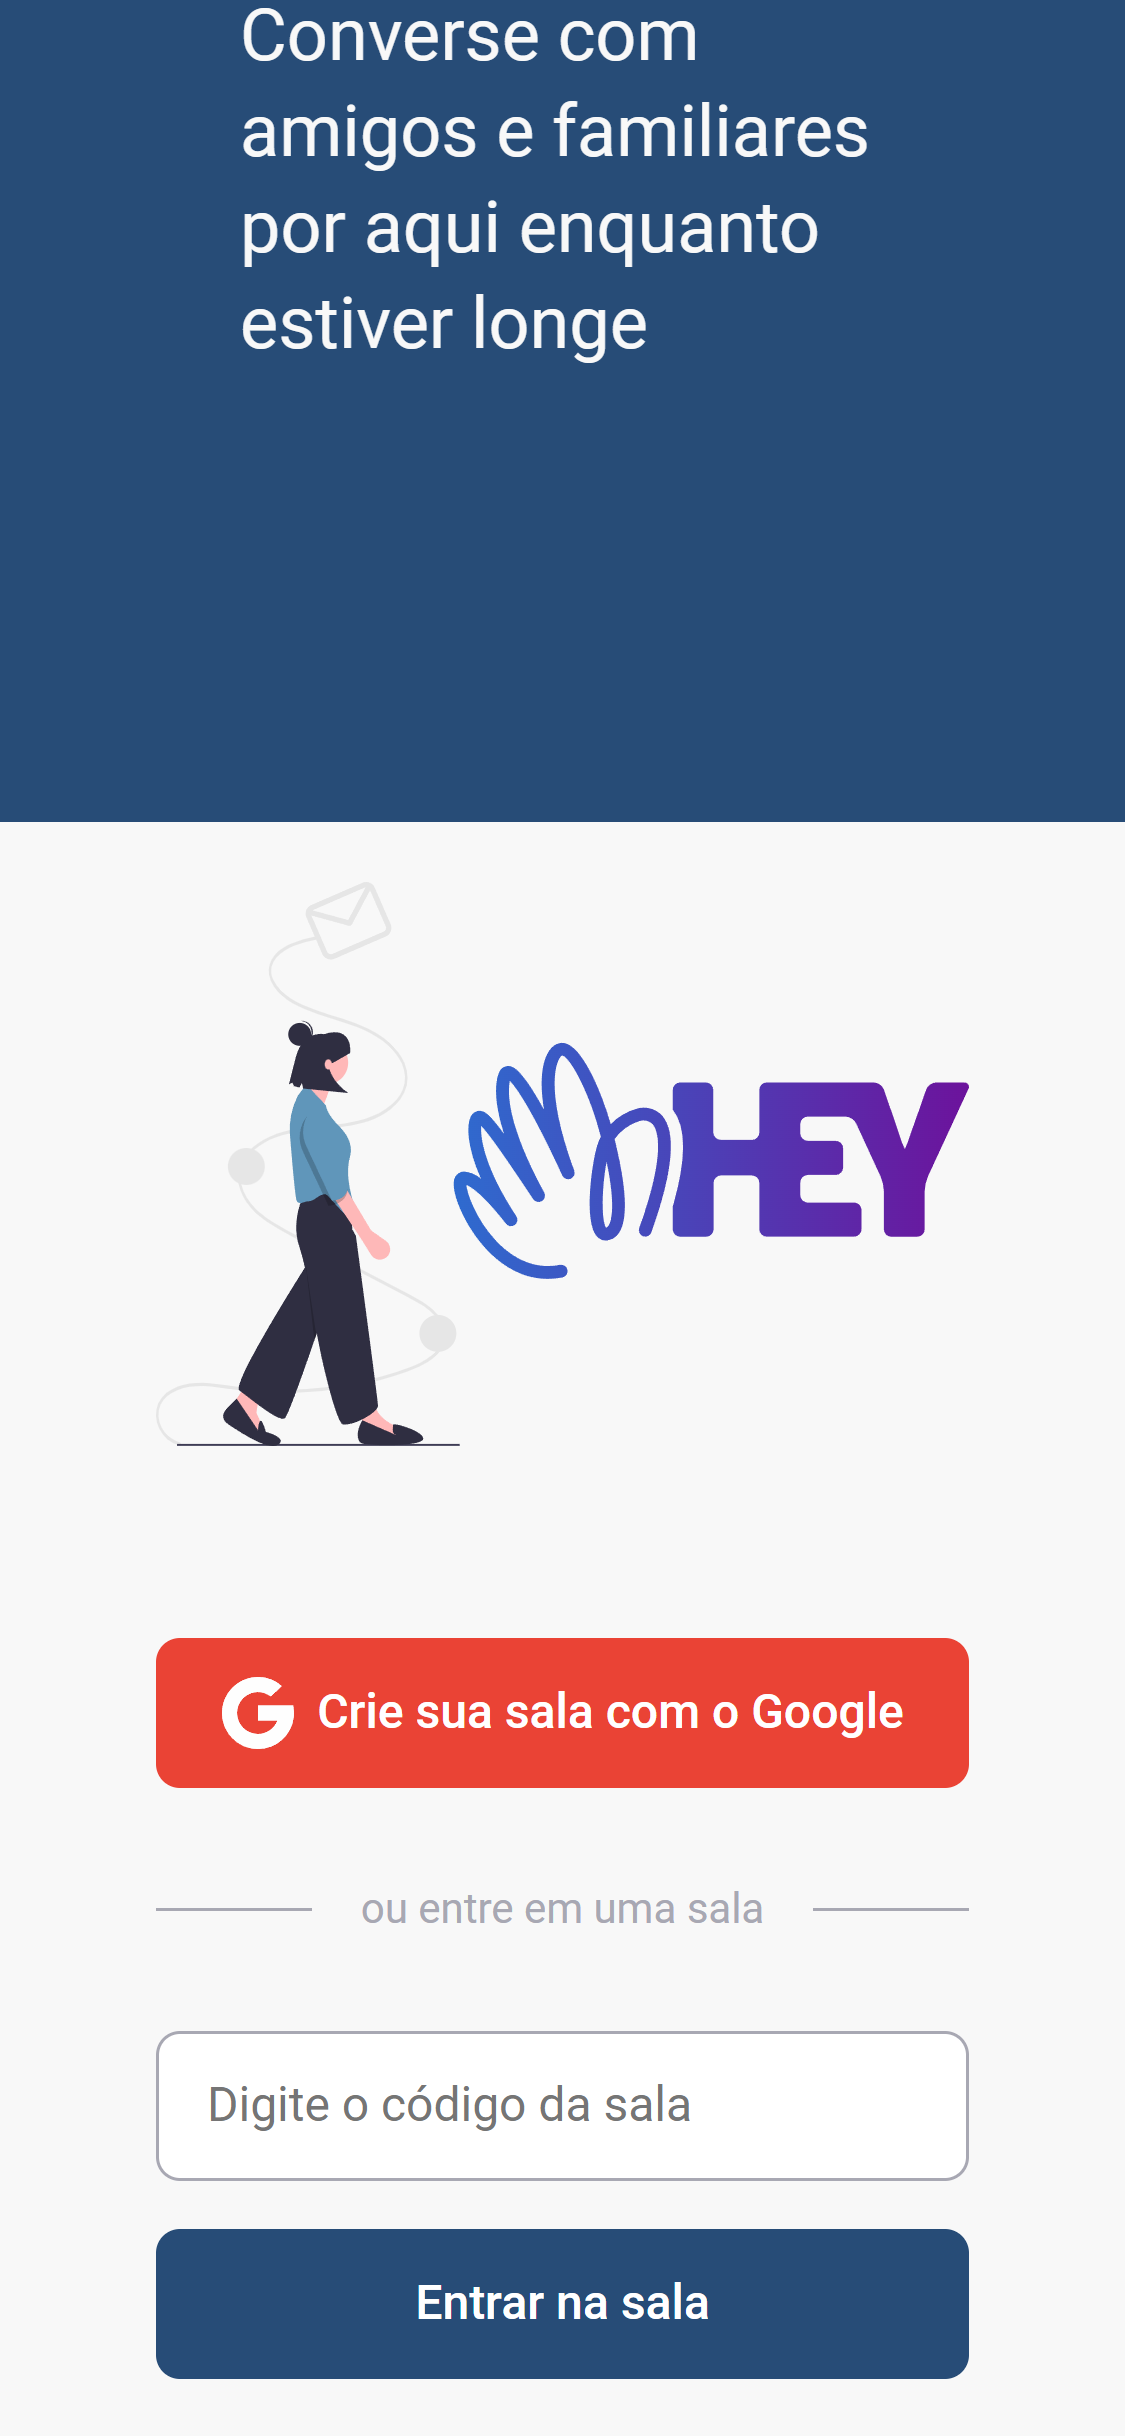 Converse com
amigos e familiares
por aqui enquanto
estiver longe
HEY
Crie sua sala com o Google
ou entre em uma sala
Digite o código da sala
Entrar na sala